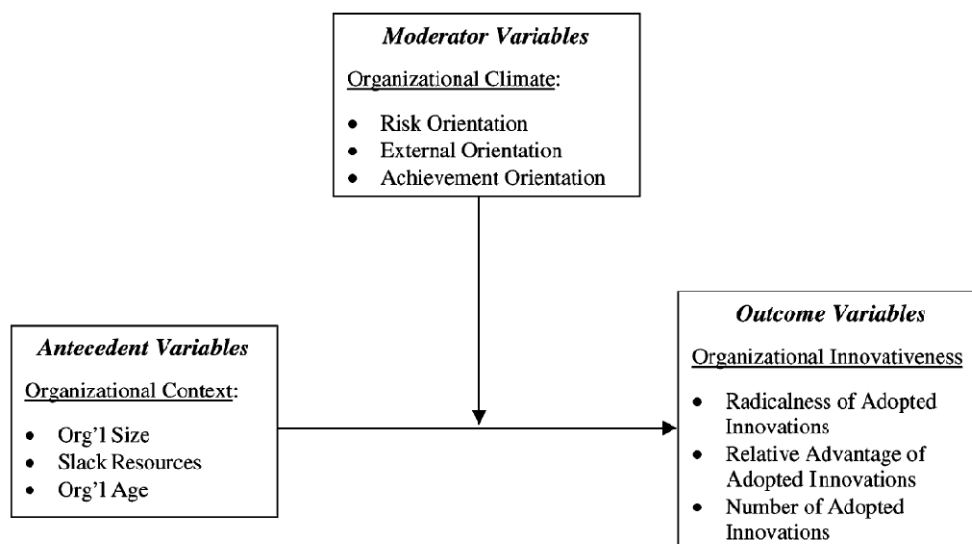 Moderator Variables
Organizational Climate:
• Risk Orientation
• External Orientation
• Achievement Orientation
Antecedent Variables
Organizational Context:
• Org'l Size
• Slack Resources
• Org'l Age
Outcome Variables
Organizational Innovativeness
• Radicalness of Adopted
Innovations
• Relative Advantage of
Adopted Innovations
• Number of Adopted
Innovations